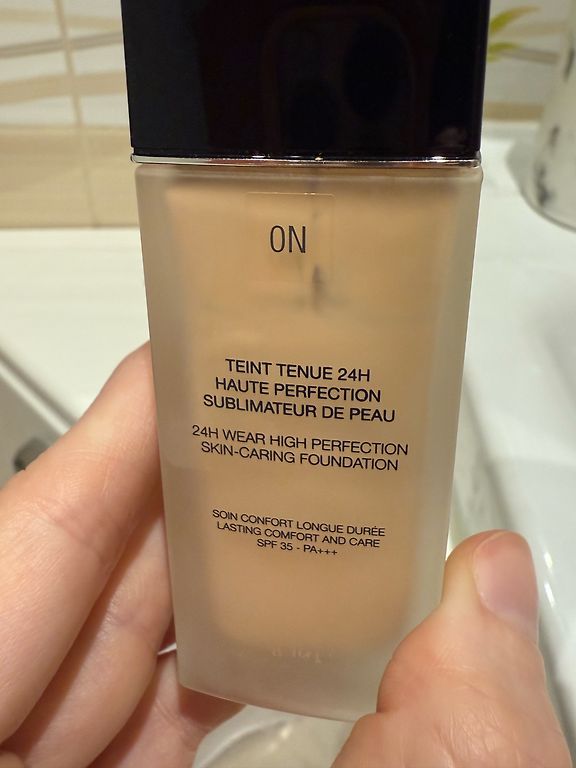 0N
TEINT TENUE 24H
HAUTE PERFECTION
SUBLIMATEUR DE PEAU
24H WEAR HIGH PERFECTION
SKIN-CARING FOUNDATION
SOIN CONFORT LONGUE DURÉE
LASTING COMFORT AND CARE
SPF 35 - PA+++